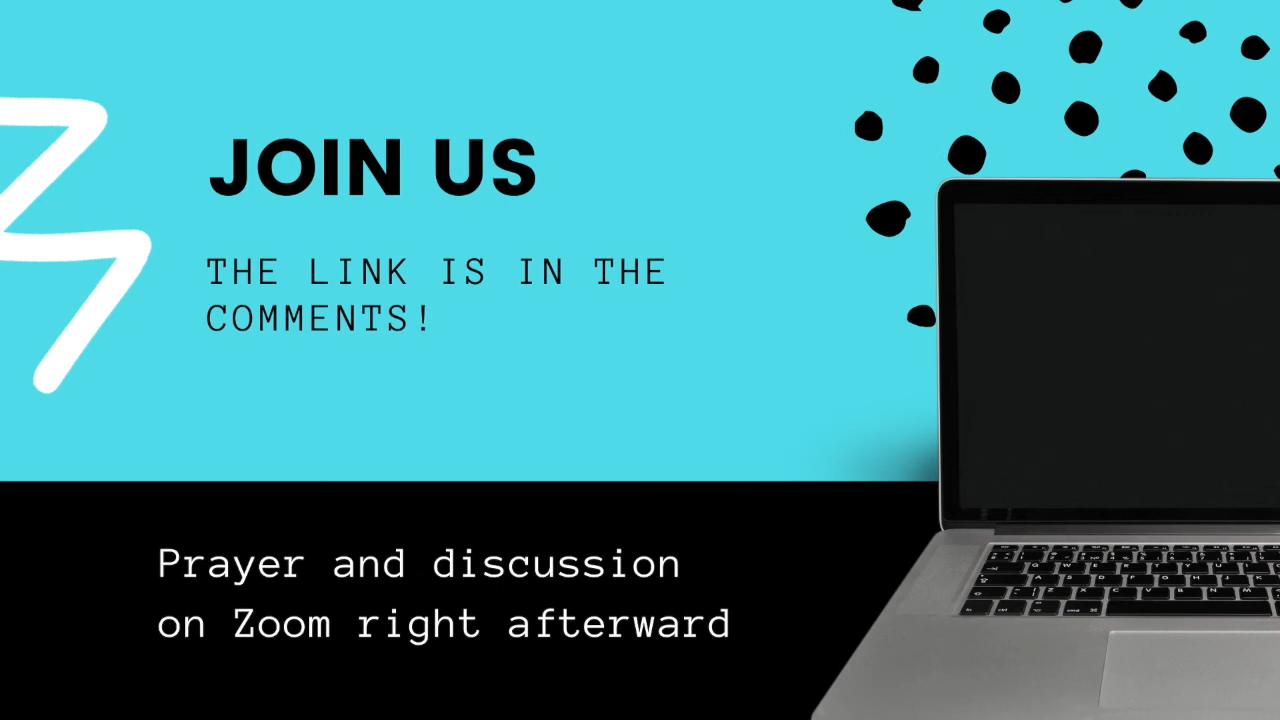 JOIN US
THE LINK IS IN THE
COMMENTS!
Prayer and discussion
on Zoom right afterward